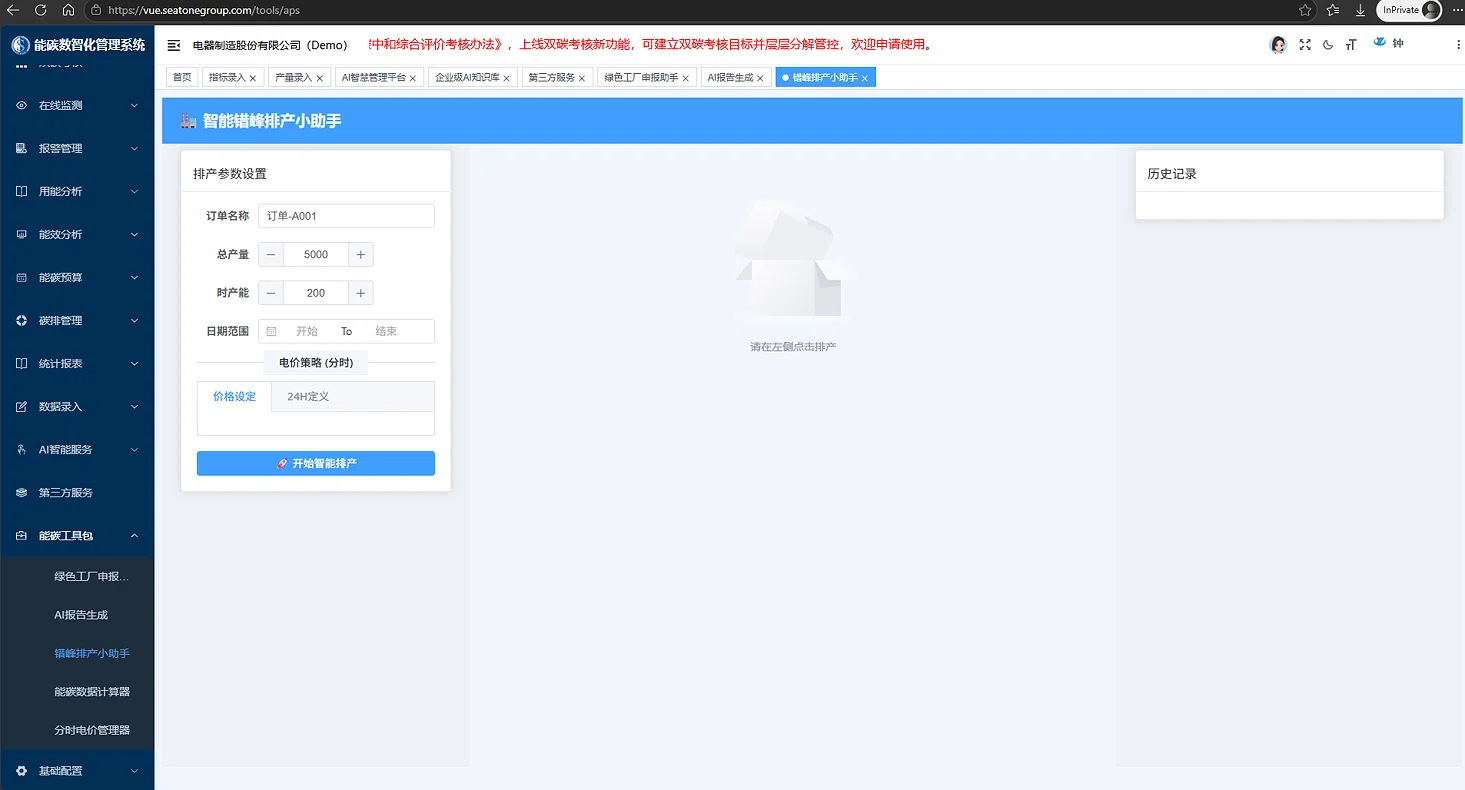 https://vue.seatonegroup.com/tools/aps
InPrivate
能碳数智化管理系统
电器制造股份有限公司（Demo）
中和综合评价考核办法》，上线双碳考核新功能，可建立双碳考核目标并层层分解管控，欢迎申请使用。
钟
首页
指标录入
产量录入
AI智慧管理平台
企业级AI知识库
第三方服务
绿色工厂申报助手
AI报告生成
错峰排产小助手
在线监测
报警管理
用能分析
能效分析
能碳预算
碳排管理
统计报表
数据录入
AI智能服务
第三方服务
能碳工具包
绿色工厂申报...
AI报告生成
错峰排产小助手
能碳数据计算器
分时电价管理器
基础配置
智能错峰排产小助手
排产参数设置
订单名称 订单-A001
总产量 5000
时产能 200
日期范围 开始 To 结束
电价策略 (分时)
价格设定 24H定义
开始智能排产
请在左侧点击排产
历史记录